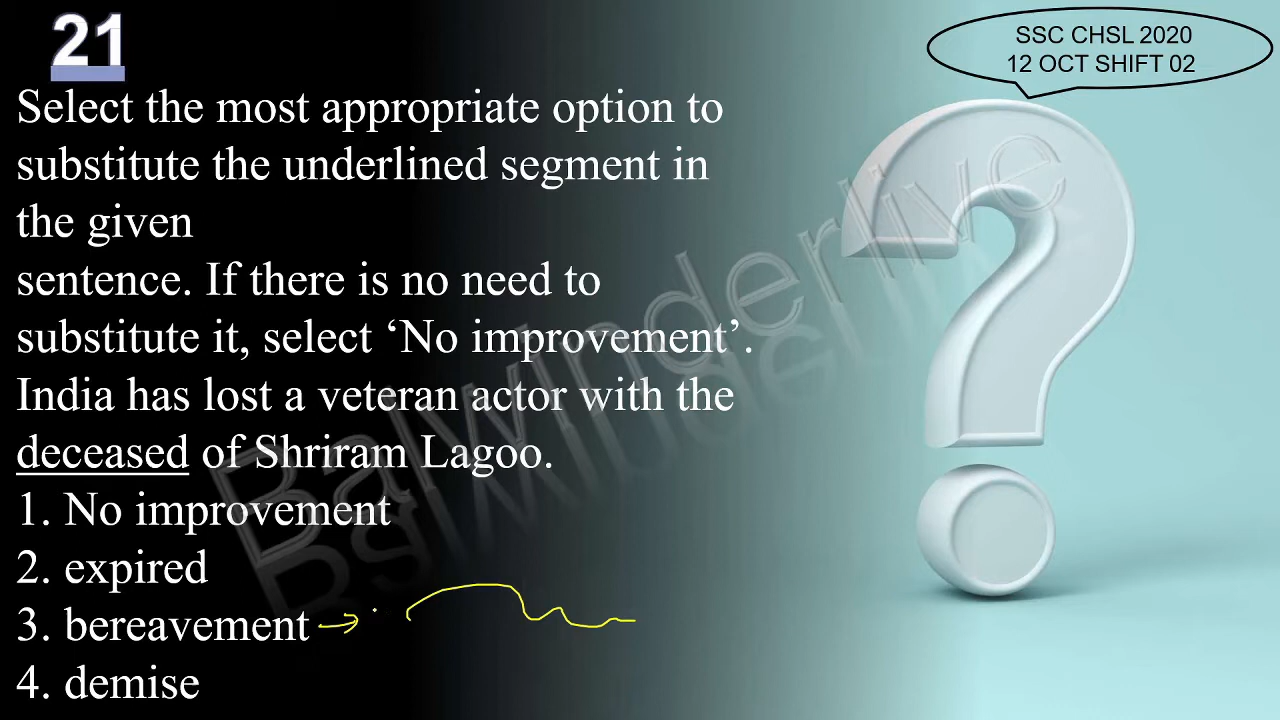 21
SSC CHSL 2020
12 OCT SHIFT 02
Select the most appropriate option to
substitute the underlined segment in
the given
sentence. If there is no need to
substitute it, select ‘No improvement’.
India has lost a veteran actor with the
deceased of Shriram Lagoo.
1. No improvement
2. expired
3. bereavement
4. demise
Balwinderlive